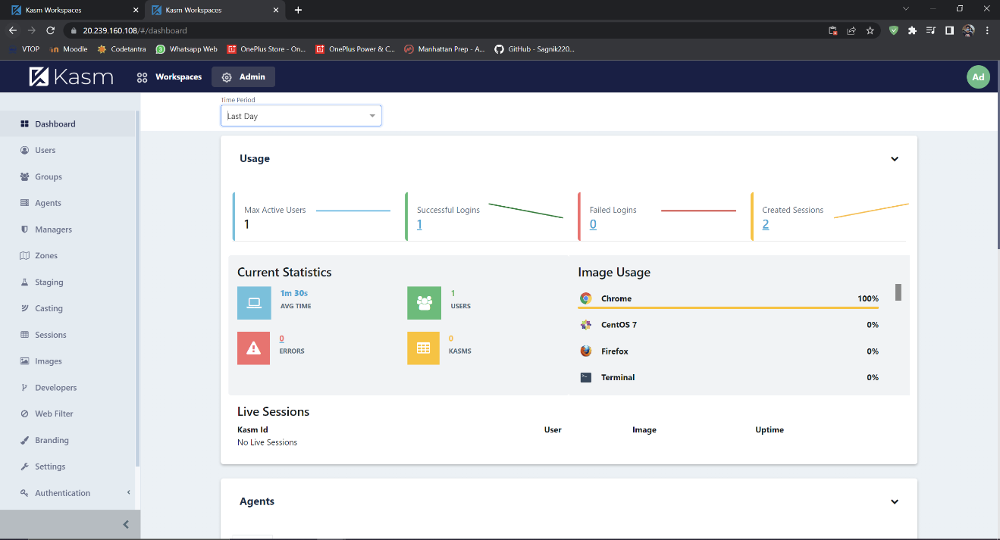 Kasm Workspaces
Kasm Workspaces
20.239.160.108/#/dashboard
VTOP
Moodle
Codetantra
Whatsapp Web
OnePlus Store - On...
OnePlus Power & C...
Manhattan Prep - A...
GitHub - Sagnik220...
Kasm
Workspaces
Admin
Ad
Dashboard
Users
Groups
Agents
Managers
Zones
Staging
Casting
Sessions
Images
Developers
Web Filter
Branding
Settings
Authentication
Time Period
Last Day
Usage
Max Active Users
1
Successful Logins
1
Failed Logins
0
Created Sessions
2
Current Statistics
1m 30s
AVG TIME
1
USERS
0
ERRORS
0
KASMS
Image Usage
Chrome 100%
CentOS 7 0%
Firefox 0%
Terminal 0%
Live Sessions
Kasm Id User Image Uptime
No Live Sessions
Agents